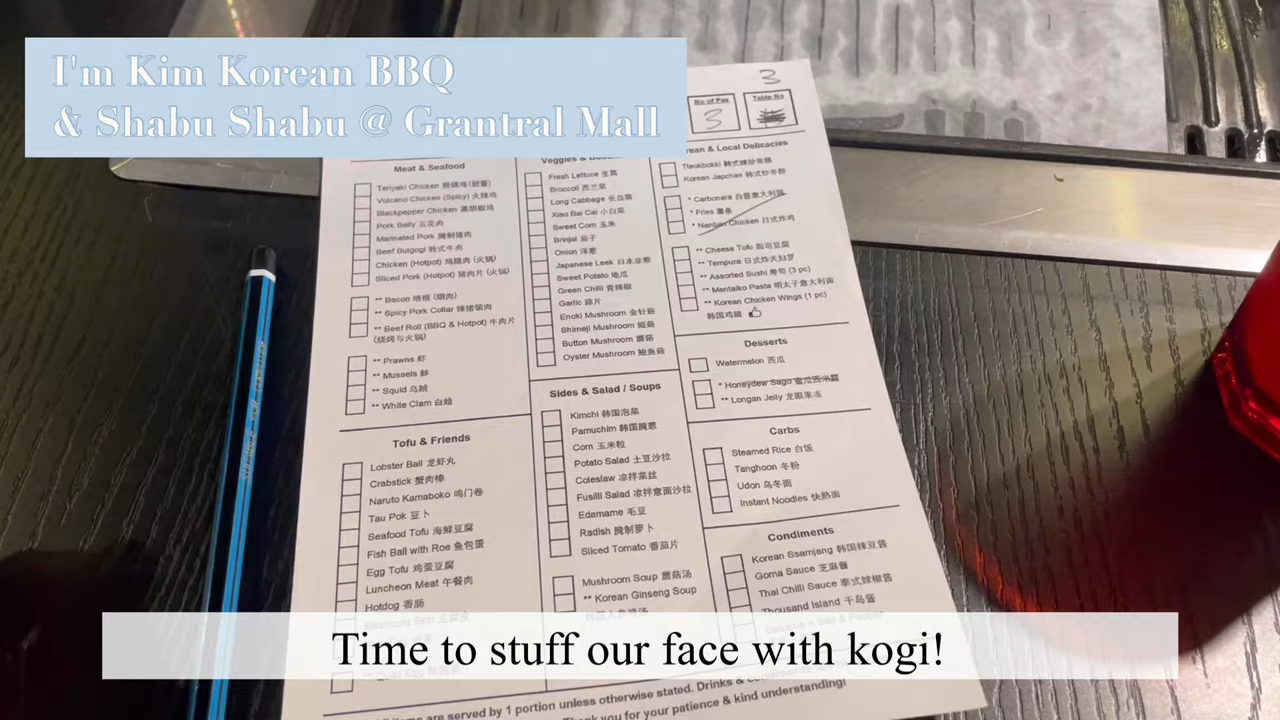 I'm Kim Korean BBQ
& Shabu Shabu @ Grantral Mall
3
No of Pax
3
Table No
Meat & Seafood
Teriyaki Chicken 照烧鸡(甜酱)
Volcano Chicken (Spicy) 火辣鸡
Blackpepper Chicken 黑胡椒鸡
Pork Belly 五花肉
Marinated Pork 腌制猪肉
Beef Bulgogi 韩式牛肉
Chicken (Hotpot) 鸡腿肉 (火锅)
Sliced Pork (Hotpot) 猪肉片 (火锅)
** Bacon 培根 (烟肉)
** Spicy Pork Collar 辣猪颈肉
** Beef Roll (BBQ & Hotpot) 牛肉片
(烧烤与火锅)
** Prawns 虾
** Mussels 蚌
** Squid 乌贼
** White Clam 白蛤
Tofu & Friends
Lobster Ball 龙虾丸
Crabstick 蟹肉棒
Naruto Kamaboko 鸣门卷
Tau Pok 豆卜
Seafood Tofu 海鲜豆腐
Fish Ball with Roe 鱼包蛋
Egg Tofu 鸡蛋豆腐
Luncheon Meat 午餐肉
Hotdog 香肠
Beancurd Skin
Veggies &
Fresh Lettuce 生菜
Broccoli 西兰菜
Long Cabbage 长白菜
Xiao Bai Cai 小白菜
Sweet Corn 玉米
Brinjal 茄子
Onion 洋葱
Japanese Leek 日本韭葱
Sweet Potato 地瓜
Green Chilli 青辣椒
Garlic 蒜片
Enoki Mushroom 金针菇
Shimeji Mushroom 姬菇
Button Mushroom 蘑菇
Oyster Mushroom 鲍鱼菇
Sides & Salad / Soups
Kimchi 韩国泡菜
Pamuchim 韩国腌葱
Corn 玉米粒
Potato Salad 土豆沙拉
Coleslaw 凉拌菜丝
Fusilli Salad 凉拌意面沙拉
Edamame 毛豆
Radish 腌制萝卜
Sliced Tomato 番茄片
Mushroom Soup 蘑菇汤
** Korean Ginseng Soup
rean & Local Delicacies
Tteokbokki 韩式辣炒年糕
Korean Japchae 韩式炒冬粉
* Carbonara 白酱意大利面
* Fries 薯条
* Nanban Chicken 日式炸鸡
** Cheese Tofu 起司豆腐
** Tempura 日式炸天妇罗
** Assorted Sushi 寿司 (3 pc)
** Mentaiko Pasta 明太子意大利面
** Korean Chicken Wings (1 pc)
韩国鸡翅
Desserts
Watermelon 西瓜
* Honeydew Sago 蜜瓜西米露
** Longan Jelly 龙眼果冻
Carbs
Steamed Rice 白饭
Tanghoon 冬粉
Udon 乌冬面
Instant Noodles 快熟面
Condiments
Korean Ssamjang 韩国辣豆酱
Goma Sauce 芝麻酱
Thai Chilli Sauce 泰式辣椒酱
Thousand Island 千岛酱
Time to stuff our face with kogi!
items are served by 1 portion unless otherwise stated. Drinks &
you for your patience & kind understanding!